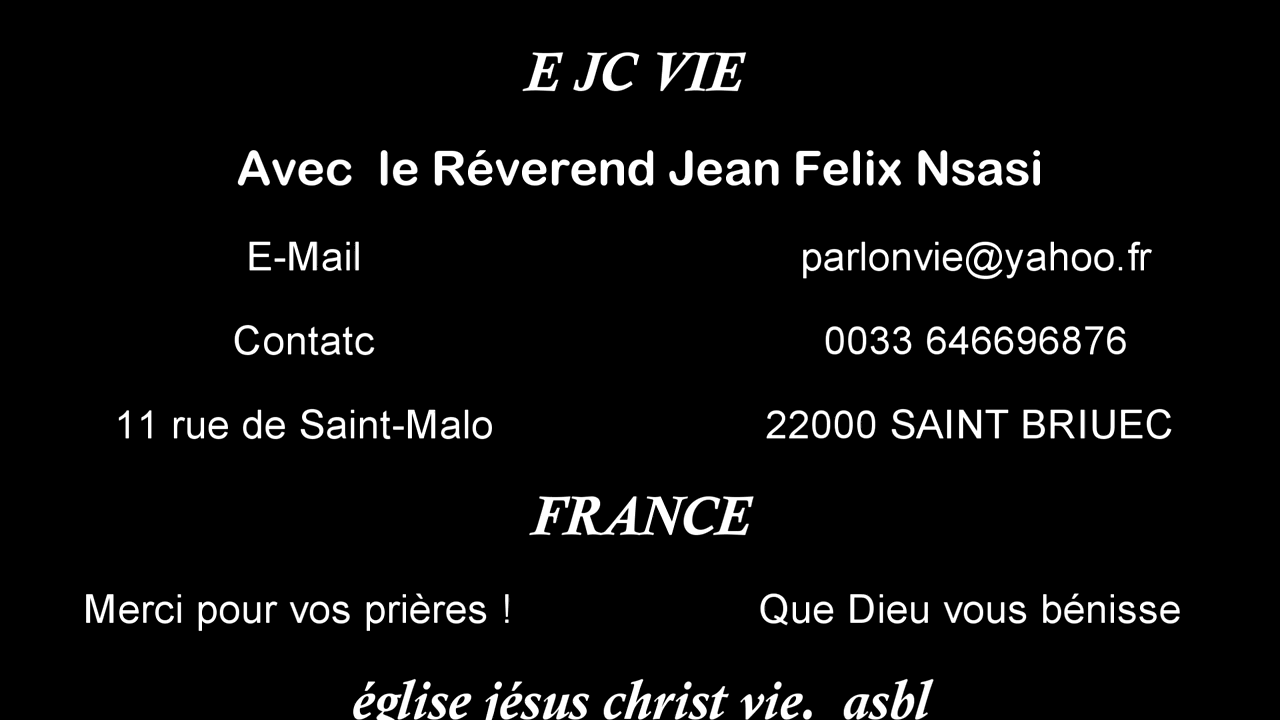 E JC VIE
Avec le Réverend Jean Felix Nsasi
E-Mail parlonvie@yahoo.fr
Contatc 0033 646696876
11 rue de Saint-Malo 22000 SAINT BRIUEC
FRANCE
Merci pour vos prières ! Que Dieu vous bénisse
église jésus christ vie. asbl